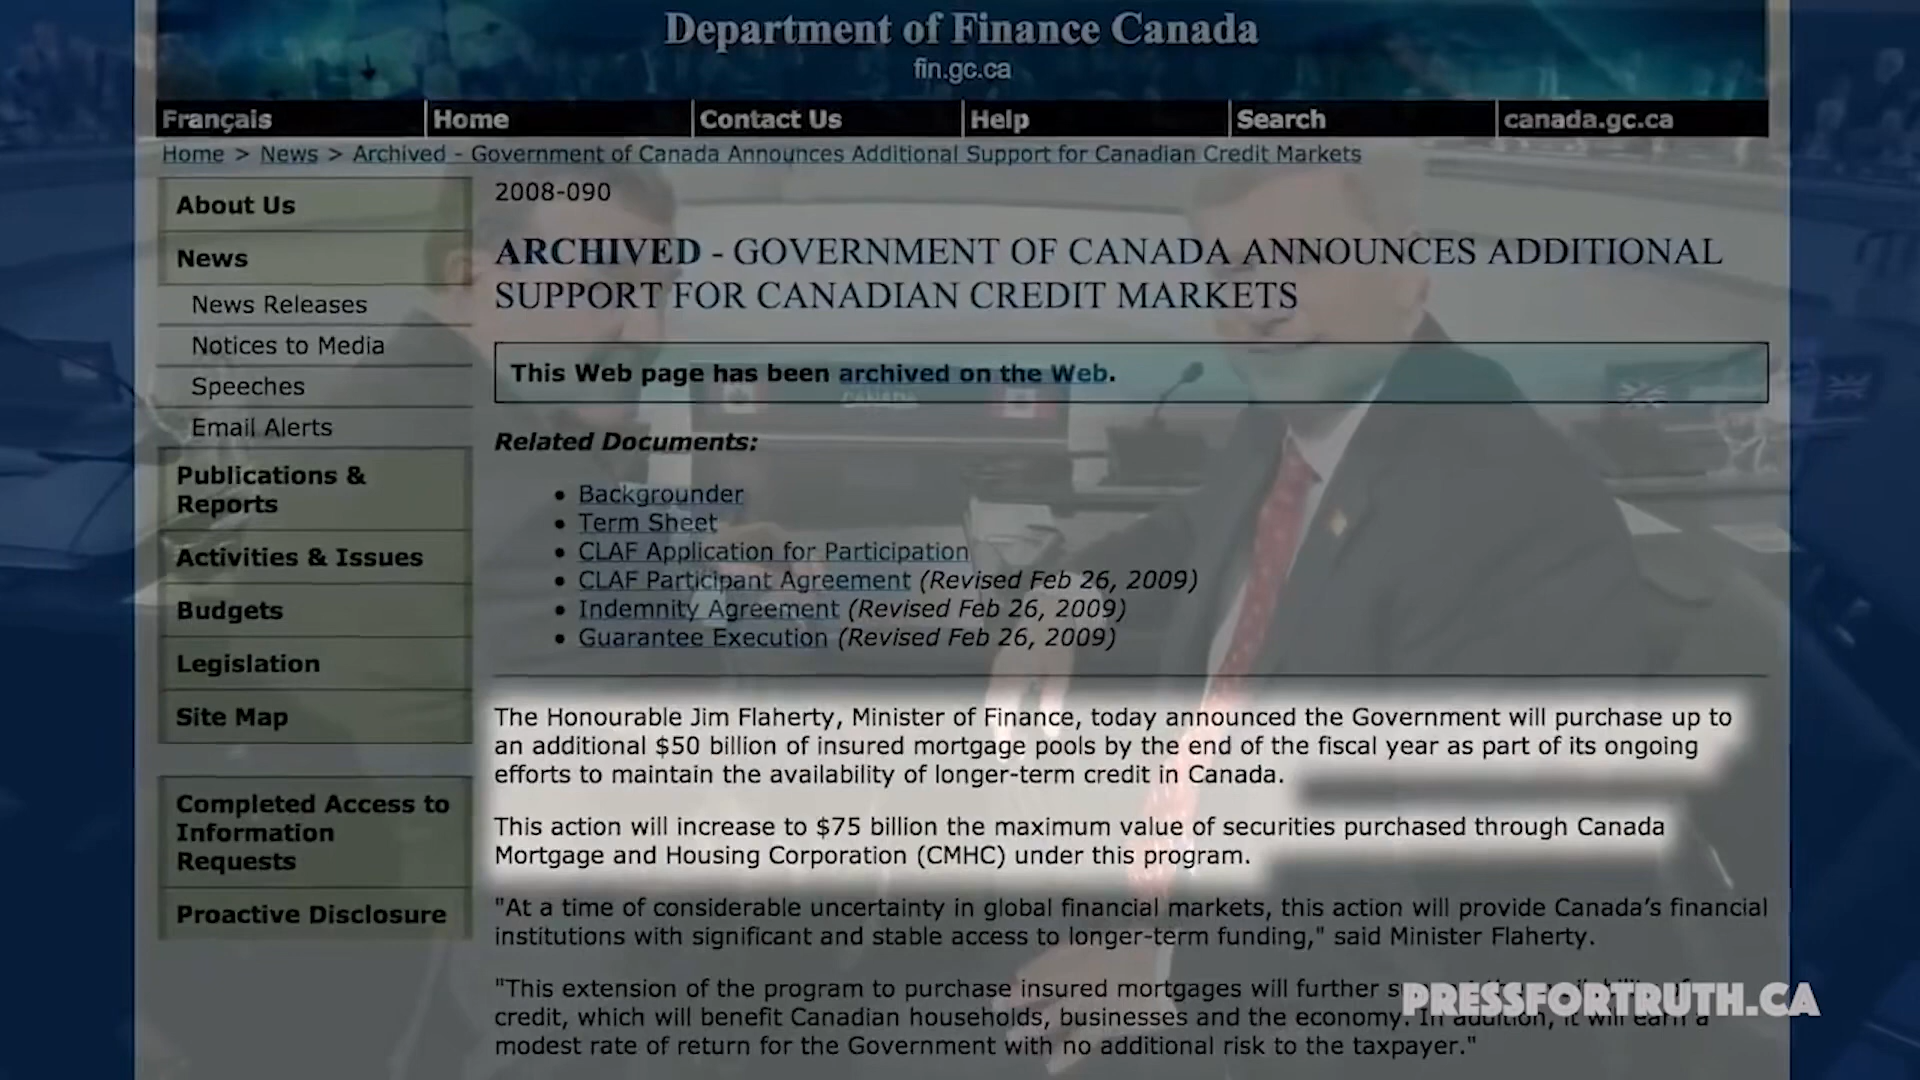 Department of Finance Canada
fin.gc.ca
Français
Home
Contact Us
Help
Search
canada.gc.ca
Home > News > Archived - Government of Canada Announces Additional Support for Canadian Credit Markets
About Us
News
News Releases
Notices to Media
Speeches
Email Alerts
Publications &
Reports
Activities & Issues
Budgets
Legislation
Site Map
Completed Access to
Information
Requests
Proactive Disclosure
2008-090
ARCHIVED - GOVERNMENT OF CANADA ANNOUNCES ADDITIONAL
SUPPORT FOR CANADIAN CREDIT MARKETS
This Web page has been archived on the Web.
CANADA
Related Documents:
• Backgrounder
• Term Sheet
• CLAF Application for Participation
• CLAF Participant Agreement (Revised Feb 26, 2009)
• Indemnity Agreement (Revised Feb 26, 2009)
• Guarantee Execution (Revised Feb 26, 2009)
The Honourable Jim Flaherty, Minister of Finance, today announced the Government will purchase up to
an additional $50 billion of insured mortgage pools by the end of the fiscal year as part of its ongoing
efforts to maintain the availability of longer-term credit in Canada.
This action will increase to $75 billion the maximum value of securities purchased through Canada
Mortgage and Housing Corporation (CMHC) under this program.
"At a time of considerable uncertainty in global financial markets, this action will provide Canada's financial
institutions with significant and stable access to longer-term funding," said Minister Flaherty.
"This extension of the program to purchase insured mortgages will further
credit, which will benefit Canadian households, businesses and the economy. In addition, it will earn a
modest rate of return for the Government with no additional risk to the taxpayer."
PRESSFORTRUTH.CA